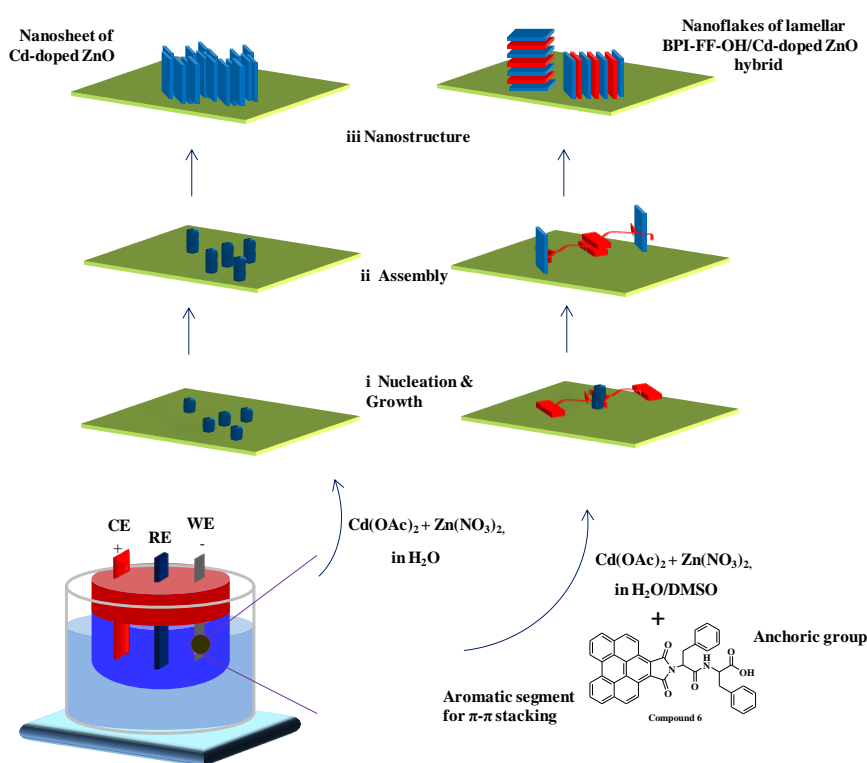 Nanosheet of
Cd-doped ZnO
Nanoflakes of lamellar
BPI-FF-OH/Cd-doped ZnO
hybrid
iii Nanostructure
ii Assembly
i Nucleation &
Growth
Cd(OAc)₂ + Zn(NO₃)₂,
in H₂O
CE
+
RE
WE
-
Cd(OAc)₂ + Zn(NO₃)₂,
in H₂O/DMSO
+
Anchoric group
O
N
O
H
N
O
O
OH
Aromatic segment
for π-π stacking
Compound 6